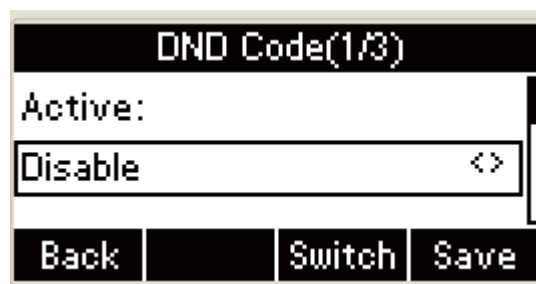 DND Code(1/3)
Active:
Disable <>
Back Switch Save